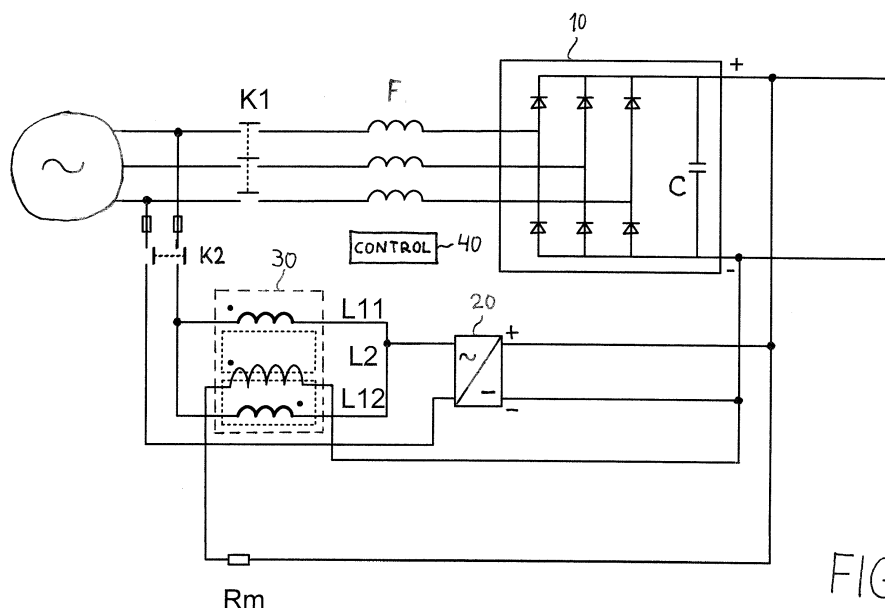 10
+
K1
F
C
-
CONTROL
40
K2
30
L11
20
+
L2
~
-
L12
-
Rm
FIG